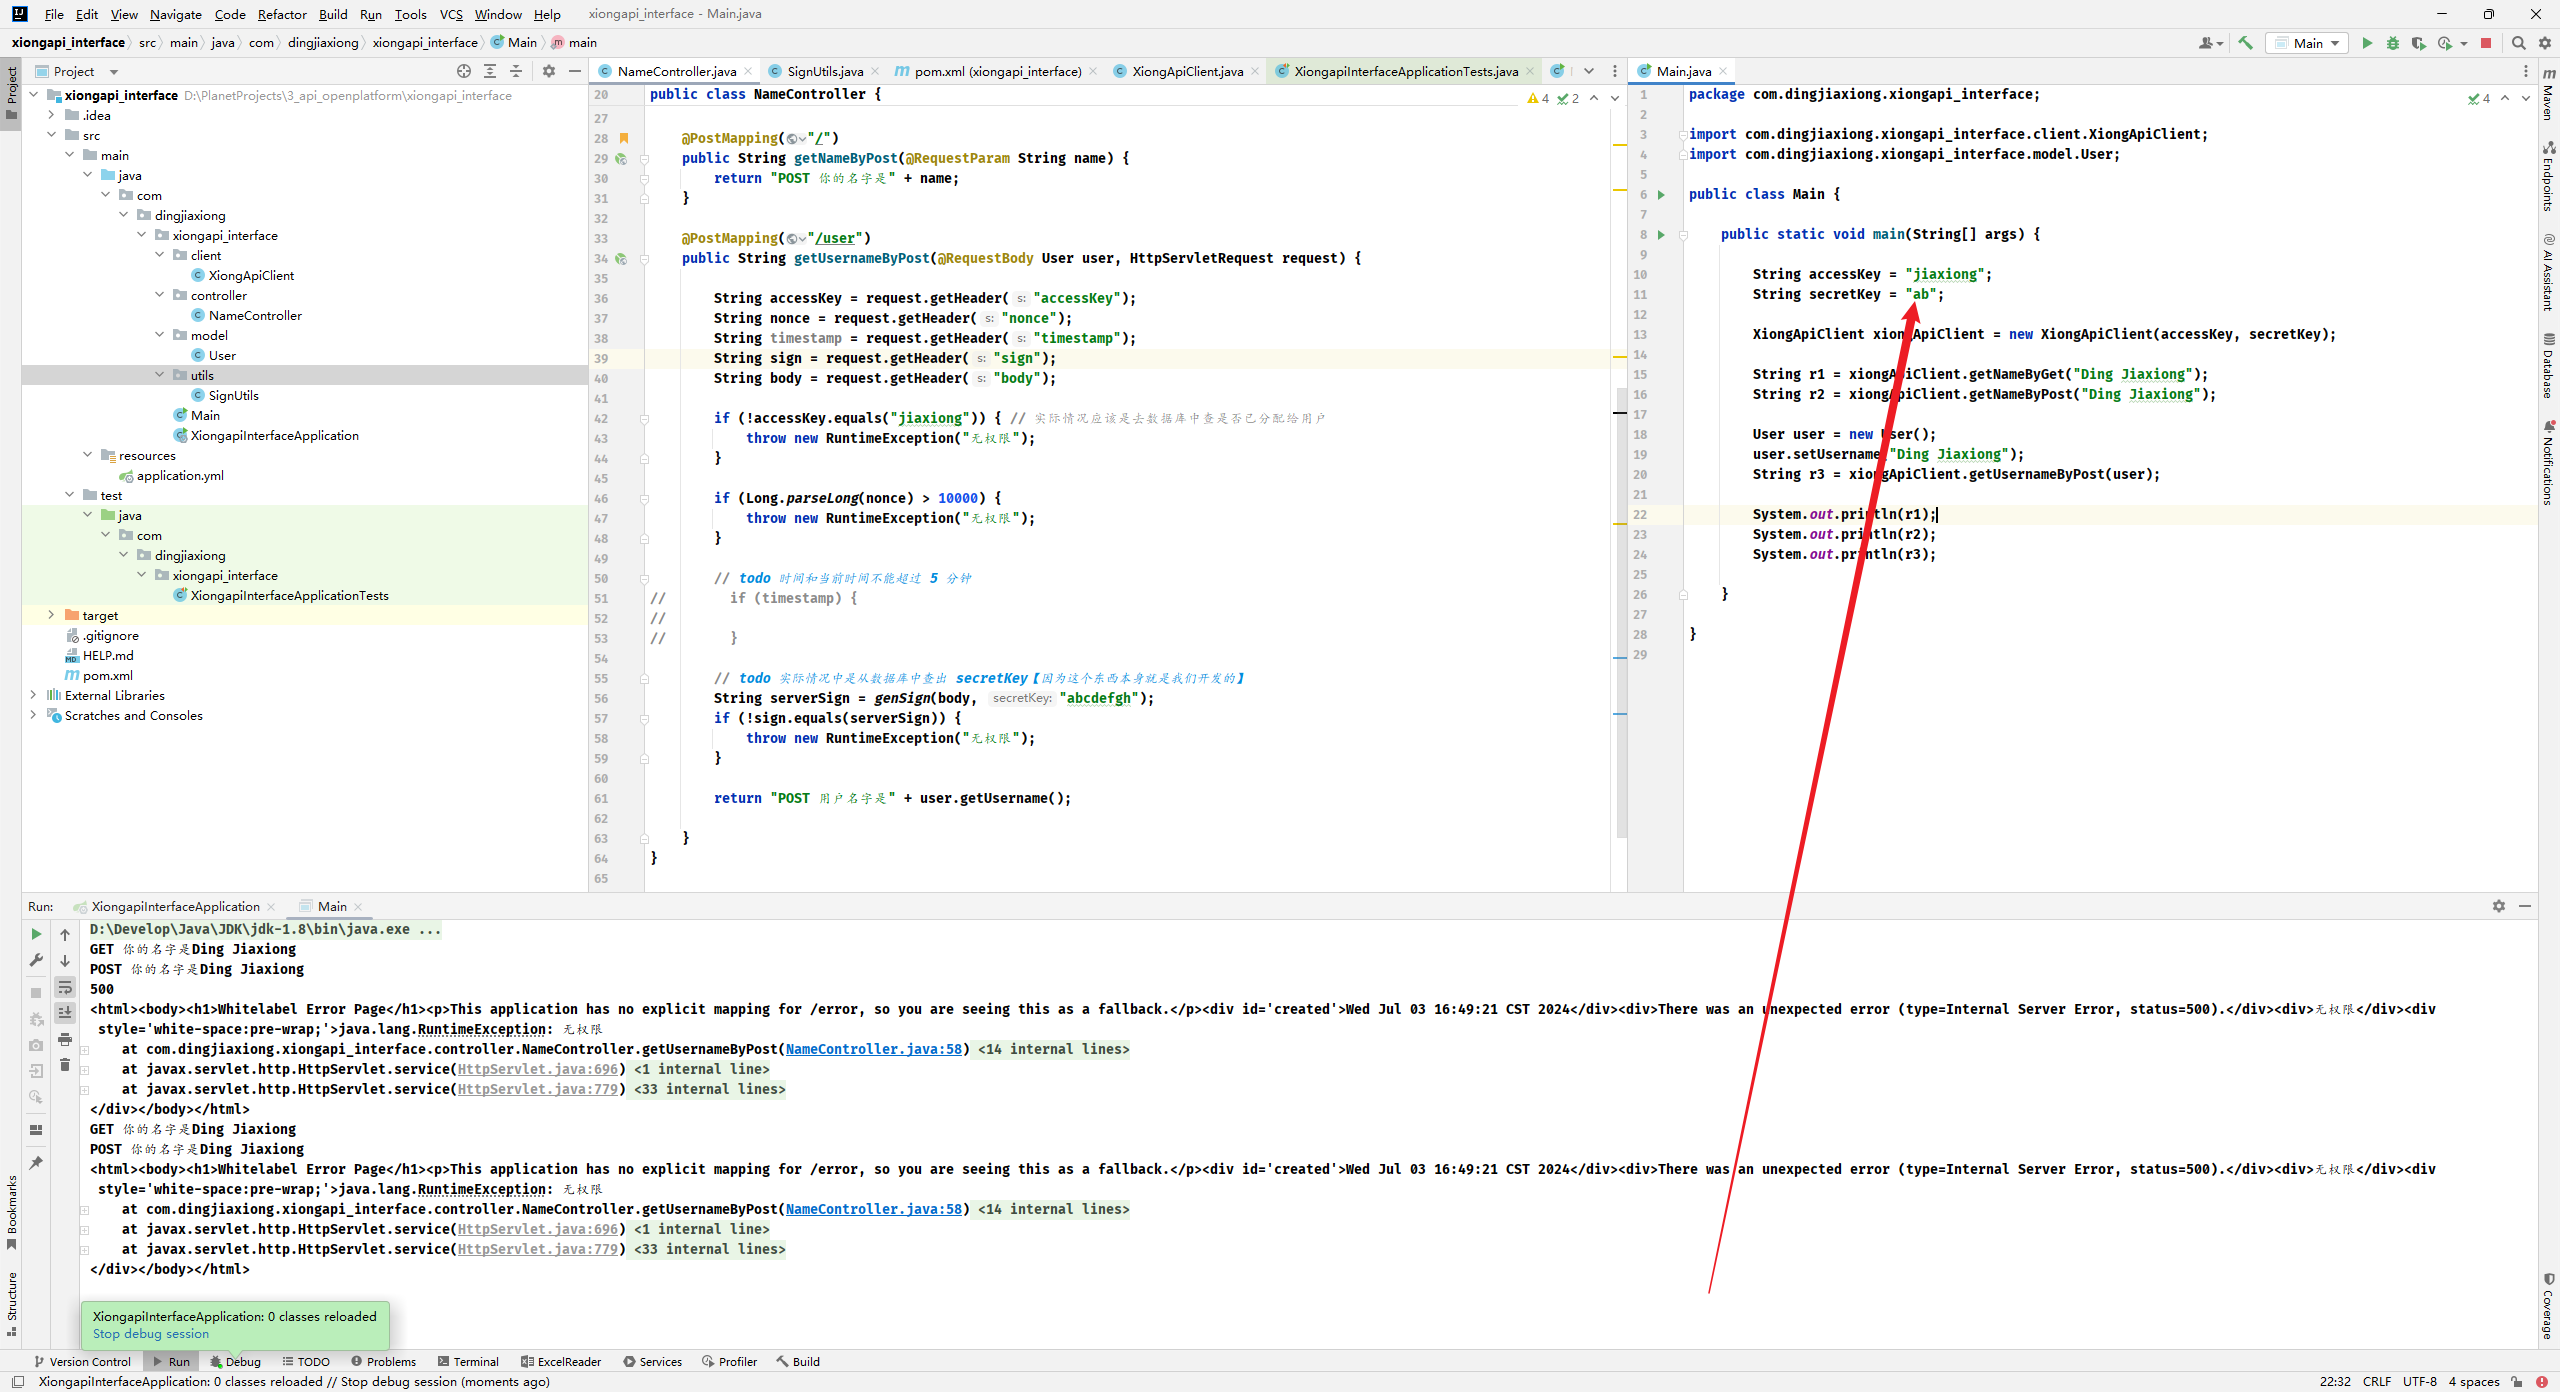 File Edit View Navigate Code Refactor Build Run Tools VCS Window Help xiongapi_interface - Main.java
xiongapi_interface src main java com dingjiaxiong xiongapi_interface Main main
Main
Project
Project
xiongapi_interface D:\PlanetProjects\3_api_openplatform\xiongapi_interface
.idea
src
main
java
com
dingjiaxiong
xiongapi_interface
client
XiongApiClient
controller
NameController
model
User
utils
SignUtils
Main
XiongapiInterfaceApplication
resources
application.yml
test
java
com
dingjiaxiong
xiongapi_interface
XiongapiInterfaceApplicationTests
target
.gitignore
HELP.md
pom.xml
External Libraries
Scratches and Consoles
NameController.java SignUtils.java pom.xml (xiongapi_interface) XiongApiClient.java XiongapiInterfaceApplicationTests.java
4 2
20 public class NameController {
27
28 @PostMapping("/")
29 public String getNameByPost(@RequestParam String name) {
30 return "POST 你的名字是" + name;
31 }
32
33 @PostMapping("/user")
34 public String getUsernameByPost(@RequestBody User user, HttpServletRequest request) {
35
36 String accessKey = request.getHeader( s: "accessKey");
37 String nonce = request.getHeader( s: "nonce");
38 String timestamp = request.getHeader( s: "timestamp");
39 String sign = request.getHeader( s: "sign");
40 String body = request.getHeader( s: "body");
41
42 if (!accessKey.equals("jiaxiong")) { // 实际情况应该是去数据库中查是否已分配给用户
43 throw new RuntimeException("无权限");
44 }
45
46 if (Long.parseLong(nonce) > 10000) {
47 throw new RuntimeException("无权限");
48 }
49
50 // todo 时间和当前时间不能超过 5 分钟
51 // if (timestamp) {
52 //
53 // }
54
55 // todo 实际情况中是从数据库中查出 secretKey【因为这个东西本身就是我们开发的】
56 String serverSign = genSign(body, secretKey: "abcdefgh");
57 if (!sign.equals(serverSign)) {
58 throw new RuntimeException("无权限");
59 }
60
61 return "POST 用户名字是" + user.getUsername();
62
63 }
64 }
65
Main.java
4
1 package com.dingjiaxiong.xiongapi_interface;
2
3 import com.dingjiaxiong.xiongapi_interface.client.XiongApiClient;
4 import com.dingjiaxiong.xiongapi_interface.model.User;
5
6 public class Main {
7
8 public static void main(String[] args) {
9
10 String accessKey = "jiaxiong";
11 String secretKey = "ab";
12
13 XiongApiClient xiongApiClient = new XiongApiClient(accessKey, secretKey);
14
15 String r1 = xiongApiClient.getNameByGet("Ding Jiaxiong");
16 String r2 = xiongApiClient.getNameByPost("Ding Jiaxiong");
17
18 User user = new User();
19 user.setUsername("Ding Jiaxiong");
20 String r3 = xiongApiClient.getUsernameByPost(user);
21
22 System.out.println(r1);
23 System.out.println(r2);
24 System.out.println(r3);
25
26 }
27
28 }
29
Maven
Endpoints
AI Assistant
Database
Notifications
Coverage
Run: XiongapiInterfaceApplication Main
D:\Develop\Java\JDK\jdk-1.8\bin\java.exe ...
GET 你的名字是Ding Jiaxiong
POST 你的名字是Ding Jiaxiong
500
<html><body><h1>Whitelabel Error Page</h1><p>This application has no explicit mapping for /error, so you are seeing this as a fallback.</p><div id='created'>Wed Jul 03 16:49:21 CST 2024</div><div>There was an unexpected error (type=Internal Server Error, status=500).</div><div>无权限</div><div
style='white-space:pre-wrap;'>java.lang.RuntimeException: 无权限
at com.dingjiaxiong.xiongapi_interface.controller.NameController.getUsernameByPost(NameController.java:58) <14 internal lines>
at javax.servlet.http.HttpServlet.service(HttpServlet.java:696) <1 internal line>
at javax.servlet.http.HttpServlet.service(HttpServlet.java:779) <33 internal lines>
</div></body></html>
GET 你的名字是Ding Jiaxiong
POST 你的名字是Ding Jiaxiong
<html><body><h1>Whitelabel Error Page</h1><p>This application has no explicit mapping for /error, so you are seeing this as a fallback.</p><div id='created'>Wed Jul 03 16:49:21 CST 2024</div><div>There was an unexpected error (type=Internal Server Error, status=500).</div><div>无权限</div><div
style='white-space:pre-wrap;'>java.lang.RuntimeException: 无权限
at com.dingjiaxiong.xiongapi_interface.controller.NameController.getUsernameByPost(NameController.java:58) <14 internal lines>
at javax.servlet.http.HttpServlet.service(HttpServlet.java:696) <1 internal line>
at javax.servlet.http.HttpServlet.service(HttpServlet.java:779) <33 internal lines>
</div></body></html>
Bookmarks
Structure
XiongapiInterfaceApplication: 0 classes reloaded
Stop debug session
Version Control Run Debug TODO Problems Terminal ExcelReader Services Profiler Build
XiongapiInterfaceApplication: 0 classes reloaded // Stop debug session (moments ago) 22:32 CRLF UTF-8 4 spaces